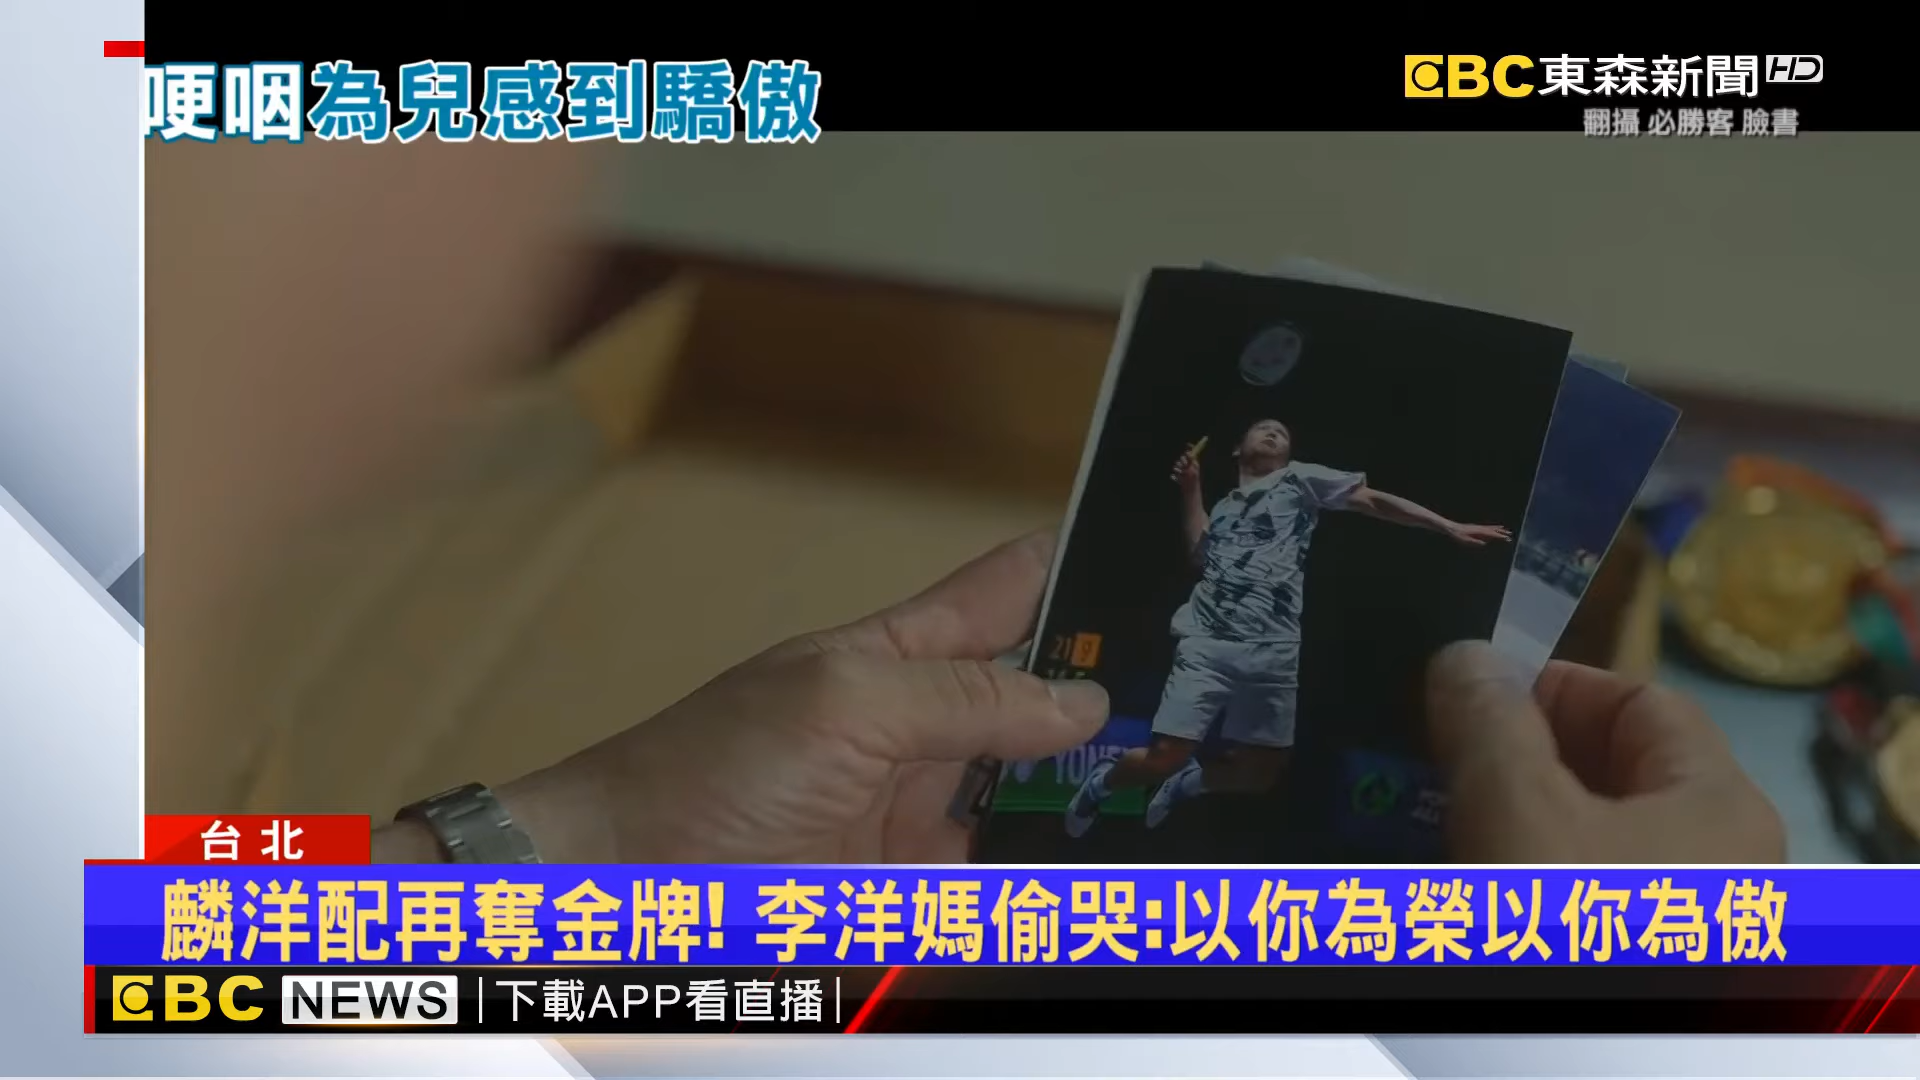 哽咽為兒感到驕傲
EBC東森新聞HD
翻攝 必勝客 臉書
219
台北
麟洋配再奪金牌! 李洋媽偷哭:以你為榮以你為傲
EBC NEWS 下載APP看直播